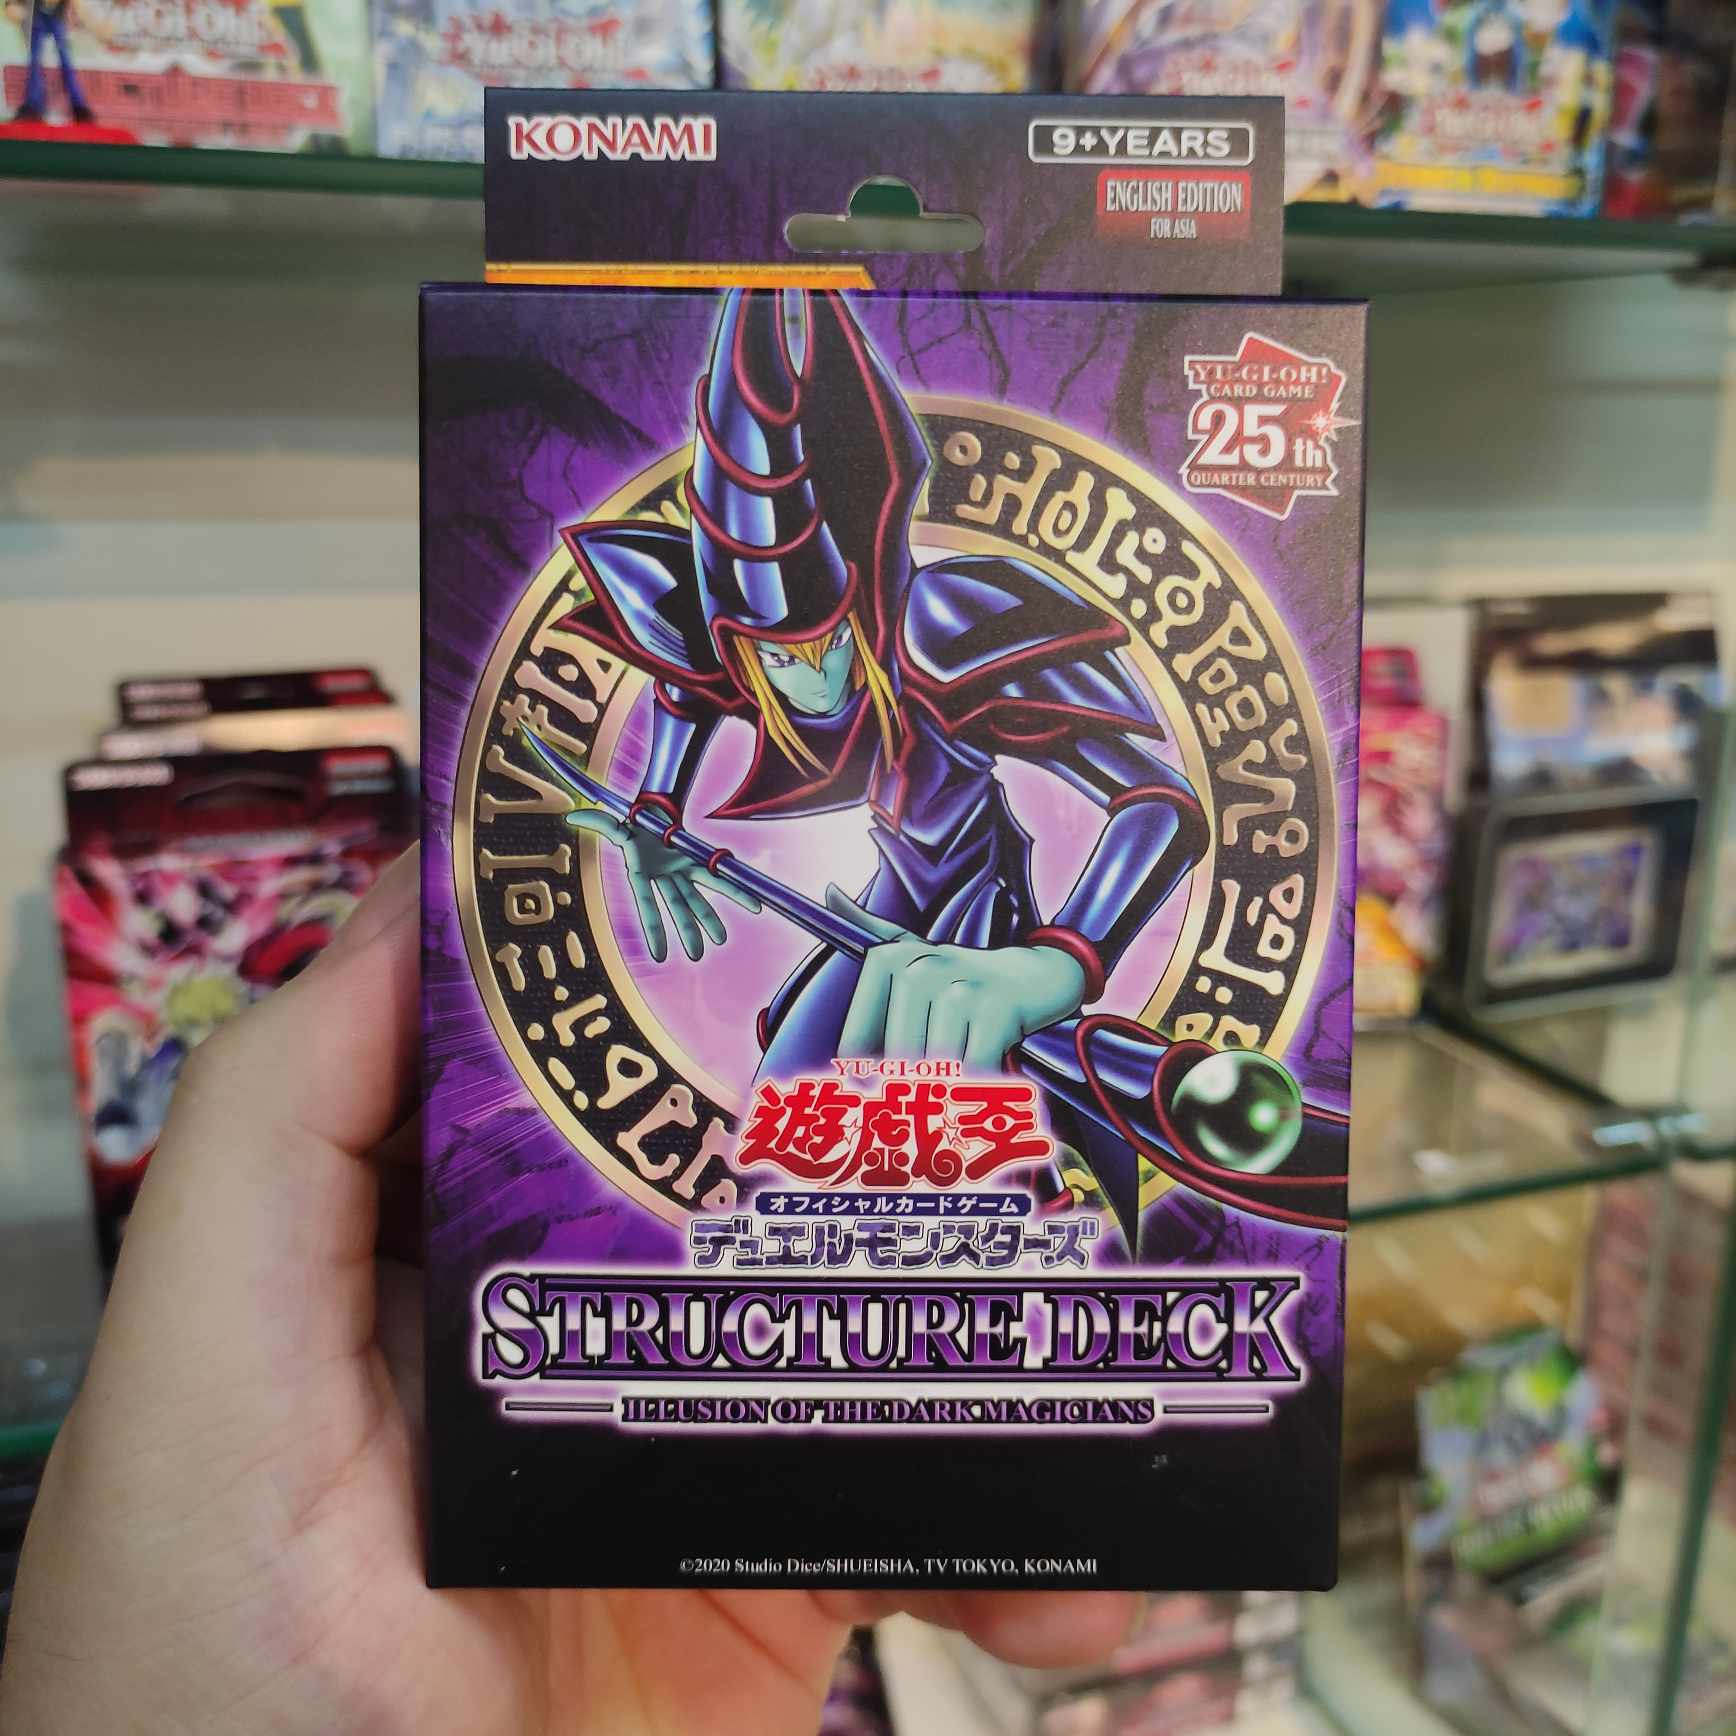 KONAMI
9+YEARS
ENGLISH EDITION
FOR ASIA
YU-GI-OH!
CARD GAME
25th
QUARTER CENTURY
YU-GI-OH!
遊戯王
オフィシャルカードゲーム
デュエルモンスターズ
STRUCTURE DECK
ILLUSION OF THE DARK MAGICIANS
©2020 Studio Dice/SHUEISHA, TV TOKYO, KONAMI